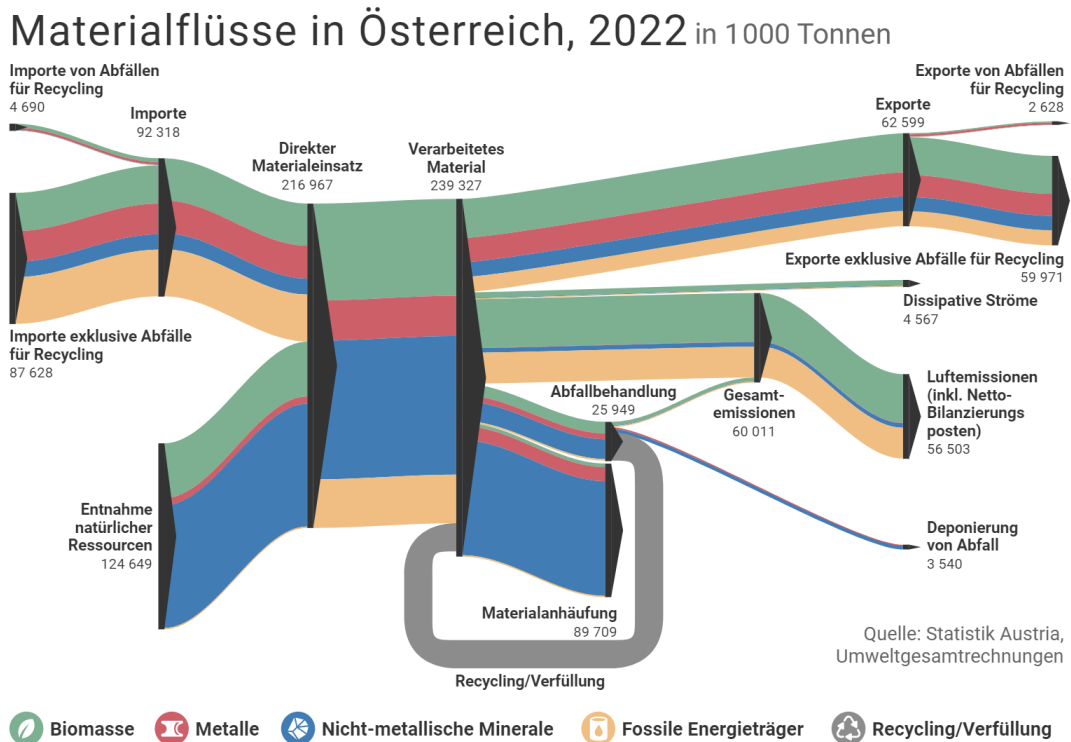 Materialflüsse in Österreich, 2022 in 1000 Tonnen
Importe von Abfällen
für Recycling
4 690
Importe
92 318
Direkter
Materialeinsatz
216 967
Verarbeitetes
Material
239 327
Exporte
62 599
Exporte von Abfällen
für Recycling
2 628
Importe exklusive Abfälle
für Recycling
87 628
Exporte exklusive Abfälle für Recycling
59 971
Dissipative Ströme
4 567
Abfallbehandlung
25 949
Gesamt-
emissionen
60 011
Luftemissionen
(inkl. Netto-
Bilanzierungs
posten)
56 503
Entnahme
natürlicher
Ressourcen
124 649
Deponierung
von Abfall
3 540
Materialanhäufung
89 709
Recycling/Verfüllung
Quelle: Statistik Austria,
Umweltgesamtrechnungen
Biomasse
Metalle
Nicht-metallische Minerale
Fossile Energieträger
Recycling/Verfüllung